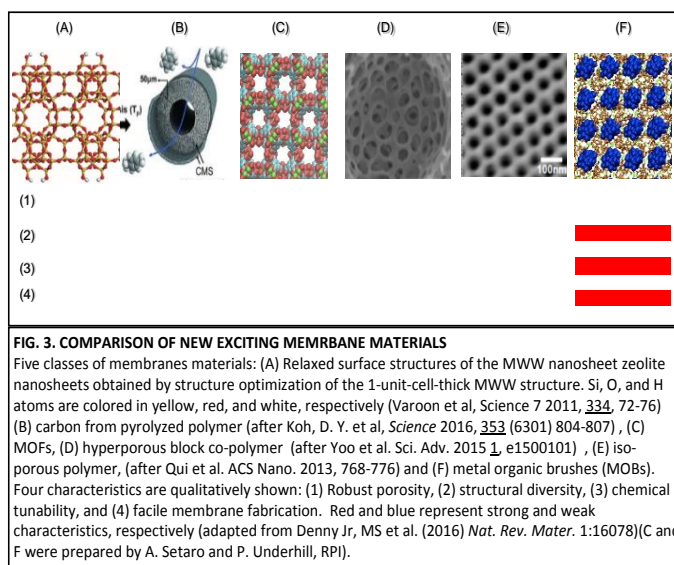 (A) (B) (C) (D) (E) (F)
50μm
is (T
CMS
100nm
(1)
(2)
(3)
(4)
FIG. 3. COMPARISON OF NEW EXCITING MEMRBANE MATERIALS
Five classes of membranes materials: (A) Relaxed surface structures of the MWW nanosheet zeolite
nanosheets obtained by structure optimization of the 1-unit-cell-thick MWW structure. Si, O, and H
atoms are colored in yellow, red, and white, respectively (Varoon et al, Science 7 2011, 334, 72-76)
(B) carbon from pyrolyzed polymer (after Koh, D. Y. et al, Science 2016, 353 (6301) 804-807) , (C)
MOFs, (D) hyperporous block co-polymer (after Yoo et al. Sci. Adv. 2015 1, e1500101) , (E) iso-
porous polymer, (after Qui et al. ACS Nano. 2013, 768-776) and (F) metal organic brushes (MOBs).
Four characteristics are qualitatively shown: (1) Robust porosity, (2) structural diversity, (3) chemical
tunability, and (4) facile membrane fabrication. Red and blue represent strong and weak
characteristics, respectively (adapted from Denny Jr, MS et al. (2016) Nat. Rev. Mater. 1:16078)(C and
F were prepared by A. Setaro and P. Underhill, RPI).